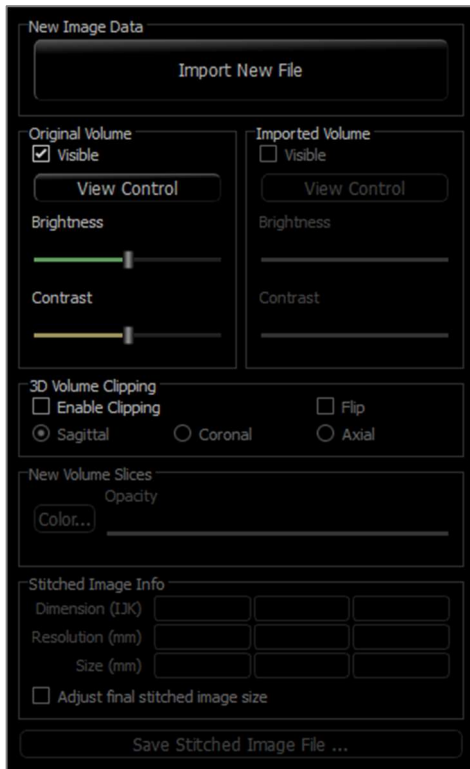 New Image Data
Import New File
Original Volume
Visible
View Control
Brightness
Contrast
Imported Volume
Visible
View Control
Brightness
Contrast
3D Volume Clipping
Enable Clipping Flip
Sagittal Coronal Axial
New Volume Slices
Opacity
Color...
Stitched Image Info
Dimension (IJK)
Resolution (mm)
Size (mm)
Adjust final stitched image size
Save Stitched Image File ...